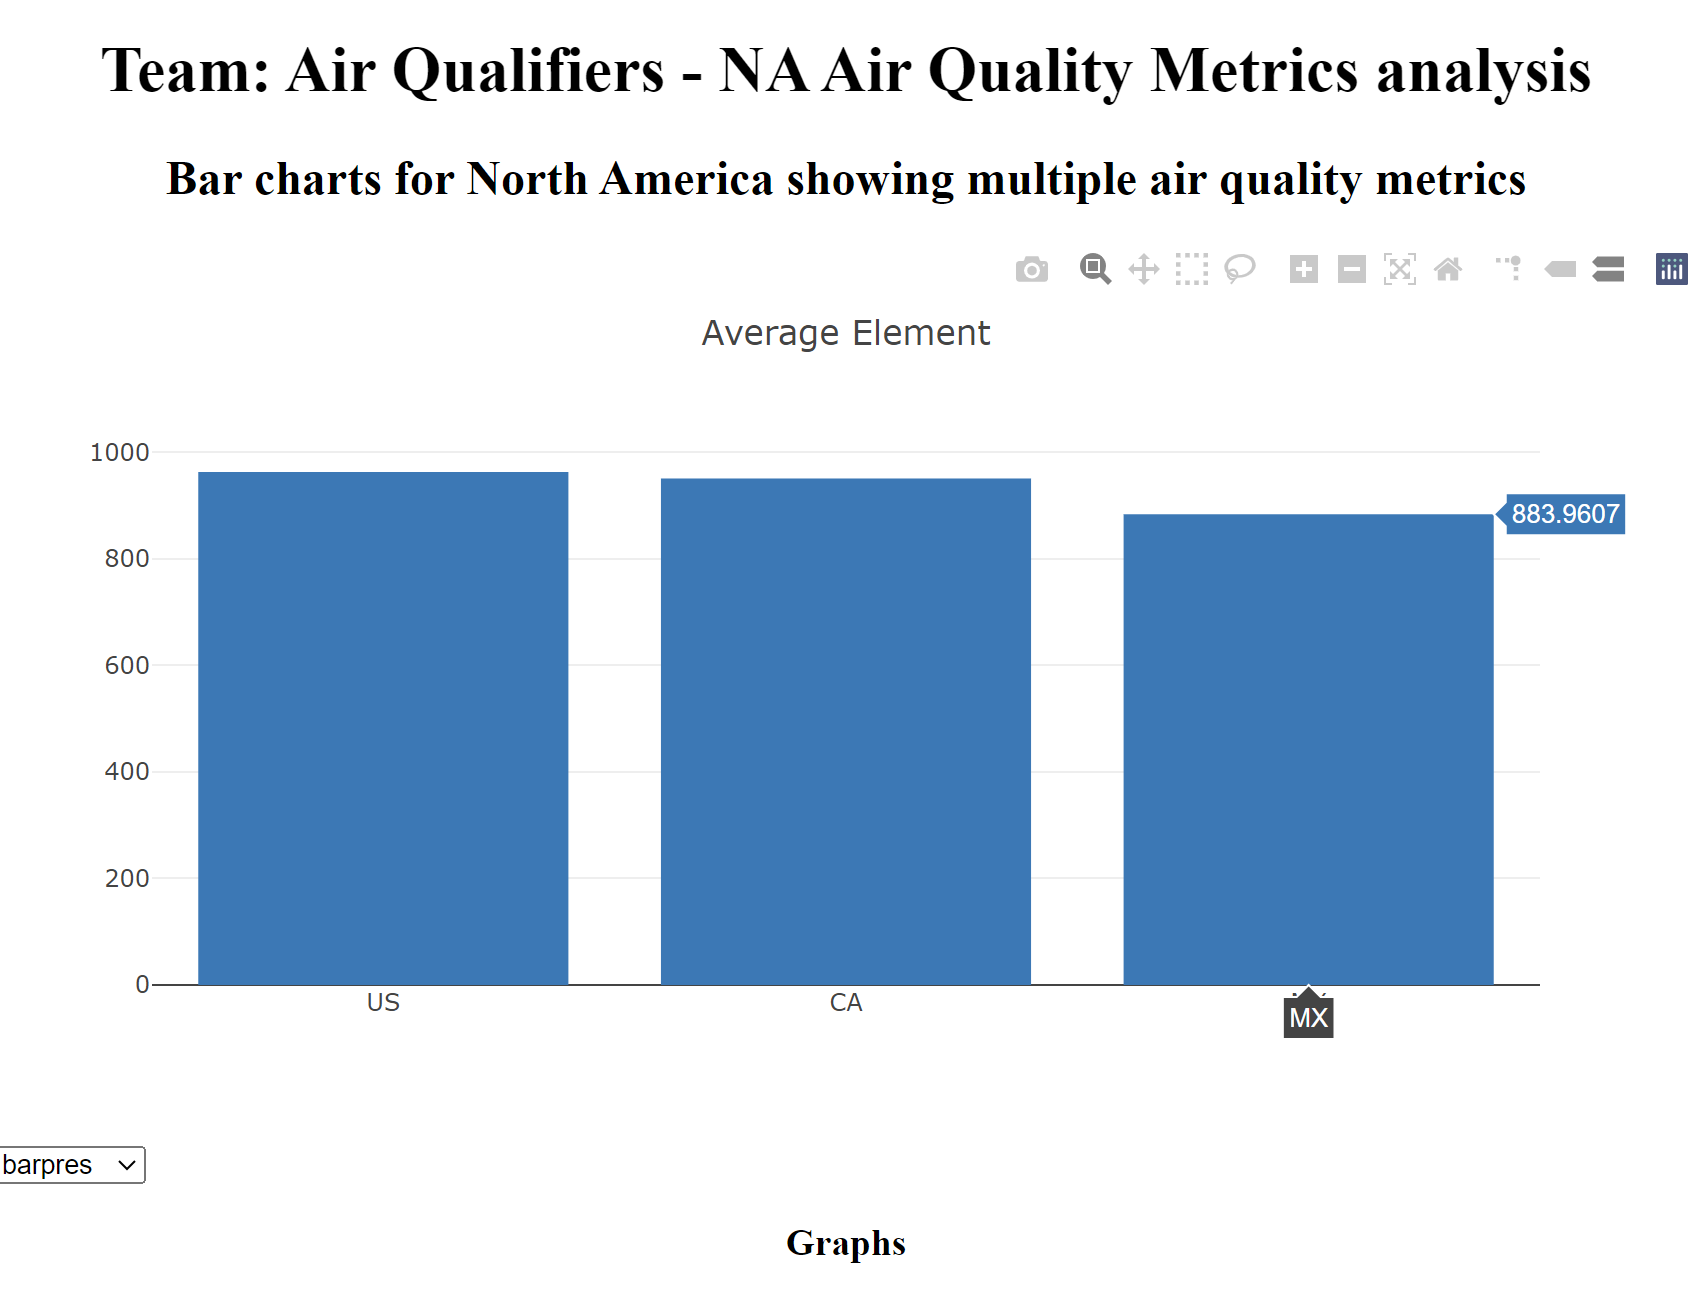 Team: Air Qualifiers - NA Air Quality Metrics analysis
Bar charts for North America showing multiple air quality metrics
Average Element
1000
800
600
400
200
0
883.9607
US
CA
MX
barpres
Graphs